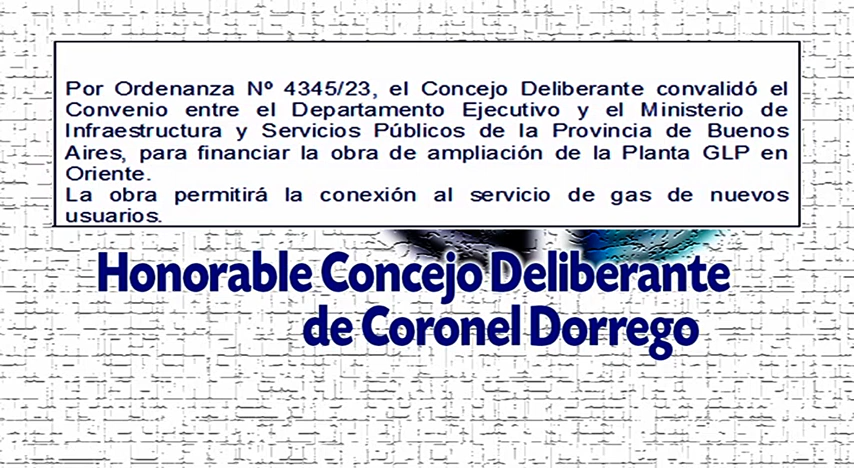 Por Ordenanza Nº 4345/23, el Concejo Deliberante convalidó el
Convenio entre el Departamento Ejecutivo y el Ministerio de
Infraestructura y Servicios Públicos de la Provincia de Buenos
Aires, para financiar la obra de ampliación de la Planta GLP en
Oriente.
La obra permitirá la conexión al servicio de gas de nuevos
usuarios.
Honorable Concejo Deliberante
de Coronel Dorrego